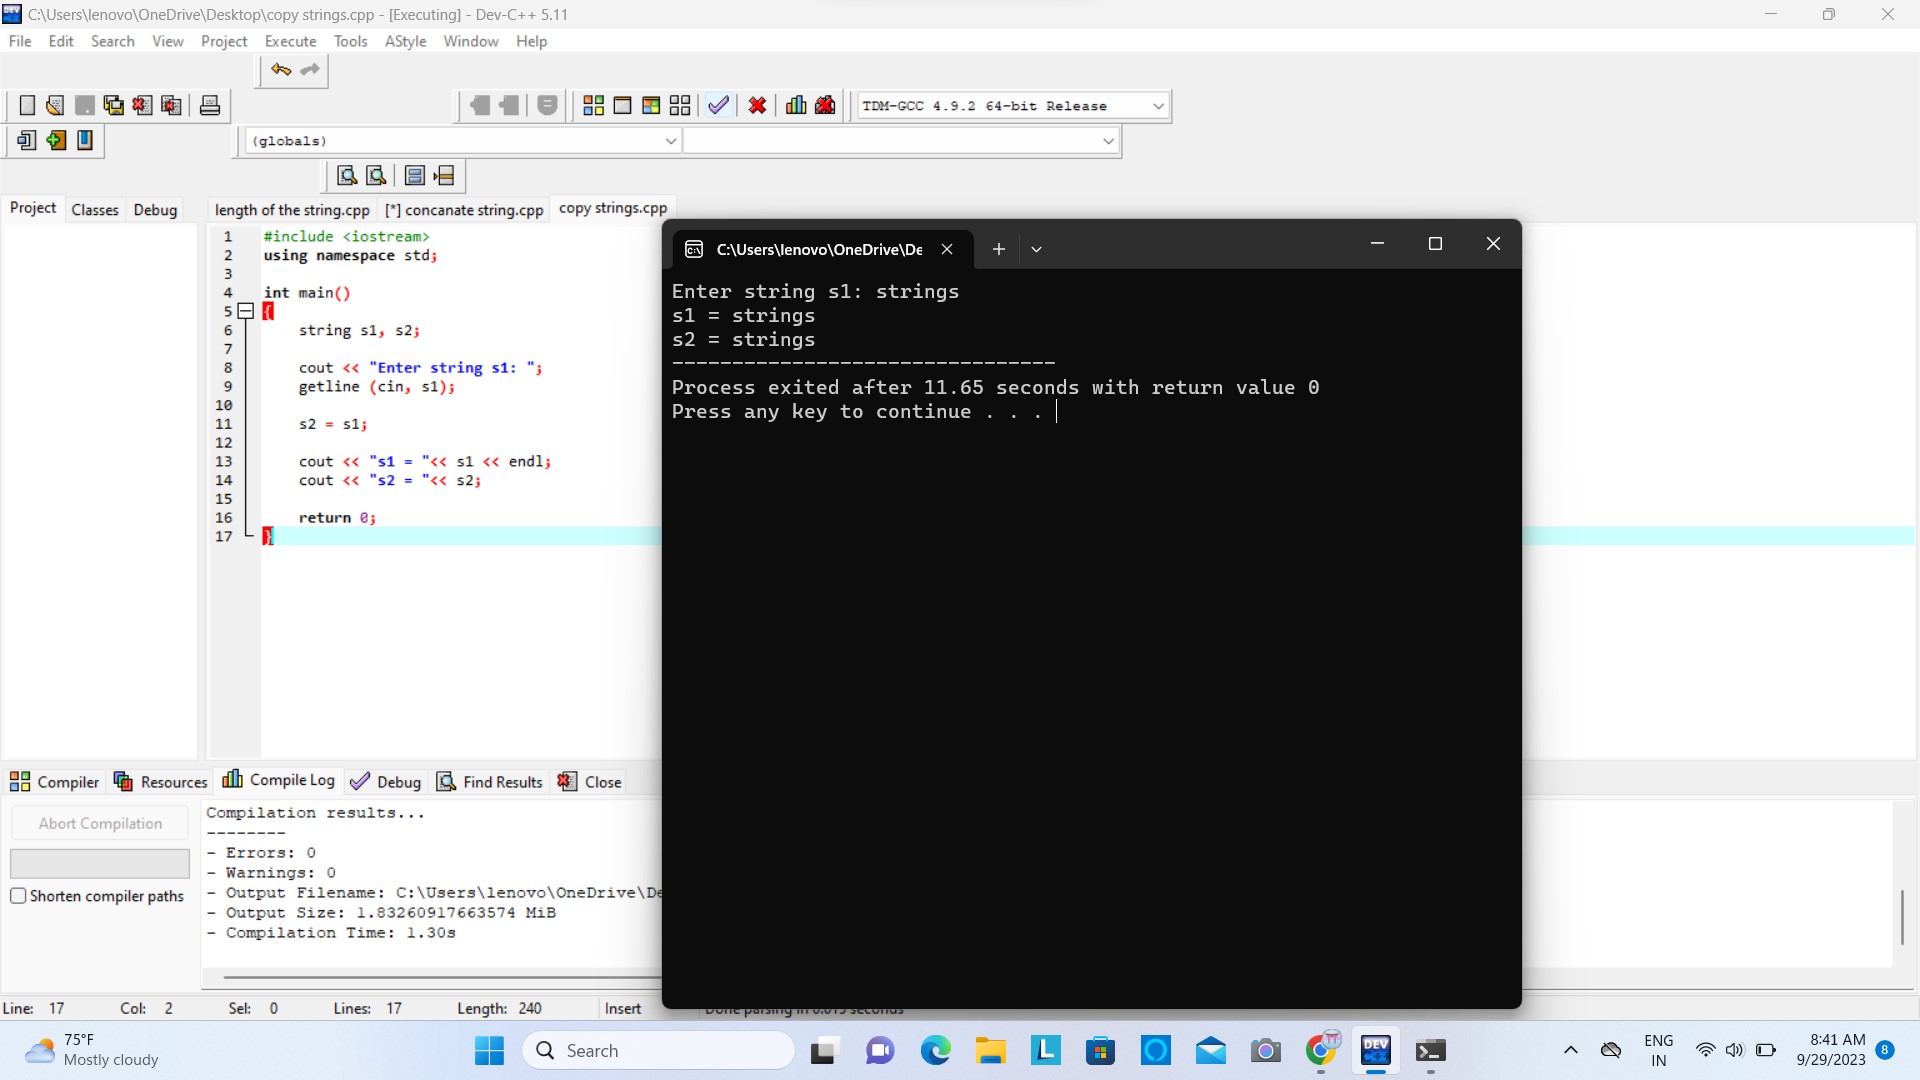 C:\Users\lenovo\OneDrive\Desktop\copy strings.cpp - [Executing] - Dev-C++ 5.11
File Edit Search View Project Execute Tools AStyle Window Help
TDM-GCC 4.9.2 64-bit Release
(globals)
Project Classes Debug
length of the string.cpp [*] concanate string.cpp copy strings.cpp
1 #include <iostream>
2 using namespace std;
3
4 int main()
5 {
6 string s1, s2;
7
8 cout << "Enter string s1: ";
9 getline (cin, s1);
10
11 s2 = s1;
12
13 cout << "s1 = "<< s1 << endl;
14 cout << "s2 = "<< s2;
15
16 return 0;
17 }
C:\Users\lenovo\OneDrive\De
Enter string s1: strings
s1 = strings
s2 = strings
--------------------------------
Process exited after 11.65 seconds with return value 0
Press any key to continue . . .
Compiler Resources Compile Log Debug Find Results Close
Abort Compilation
Shorten compiler paths
Compilation results...
--------
- Errors: 0
- Warnings: 0
- Output Filename: C:\Users\lenovo\OneDrive\De
- Output Size: 1.83260917663574 MiB
- Compilation Time: 1.30s
Line: 17 Col: 2 Sel: 0 Lines: 17 Length: 240 Insert
75°F
Mostly cloudy
Search
DEV
ENG
IN
8:41 AM
9/29/2023
8